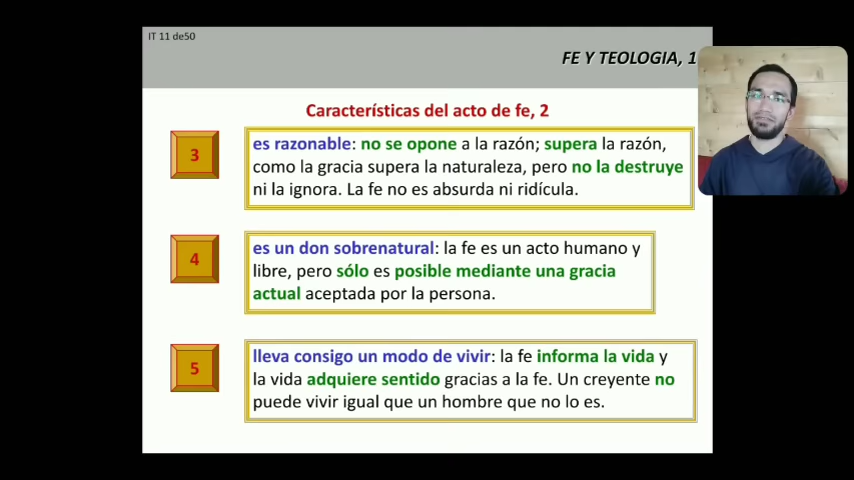 IT 11 de50
FE Y TEOLOGIA, 1
Características del acto de fe, 2
3
es razonable: no se opone a la razón; supera la razón,
como la gracia supera la naturaleza, pero no la destruye
ni la ignora. La fe no es absurda ni ridícula.
4
es un don sobrenatural: la fe es un acto humano y
libre, pero sólo es posible mediante una gracia
actual aceptada por la persona.
5
lleva consigo un modo de vivir: la fe informa la vida y
la vida adquiere sentido gracias a la fe. Un creyente no
puede vivir igual que un hombre que no lo es.